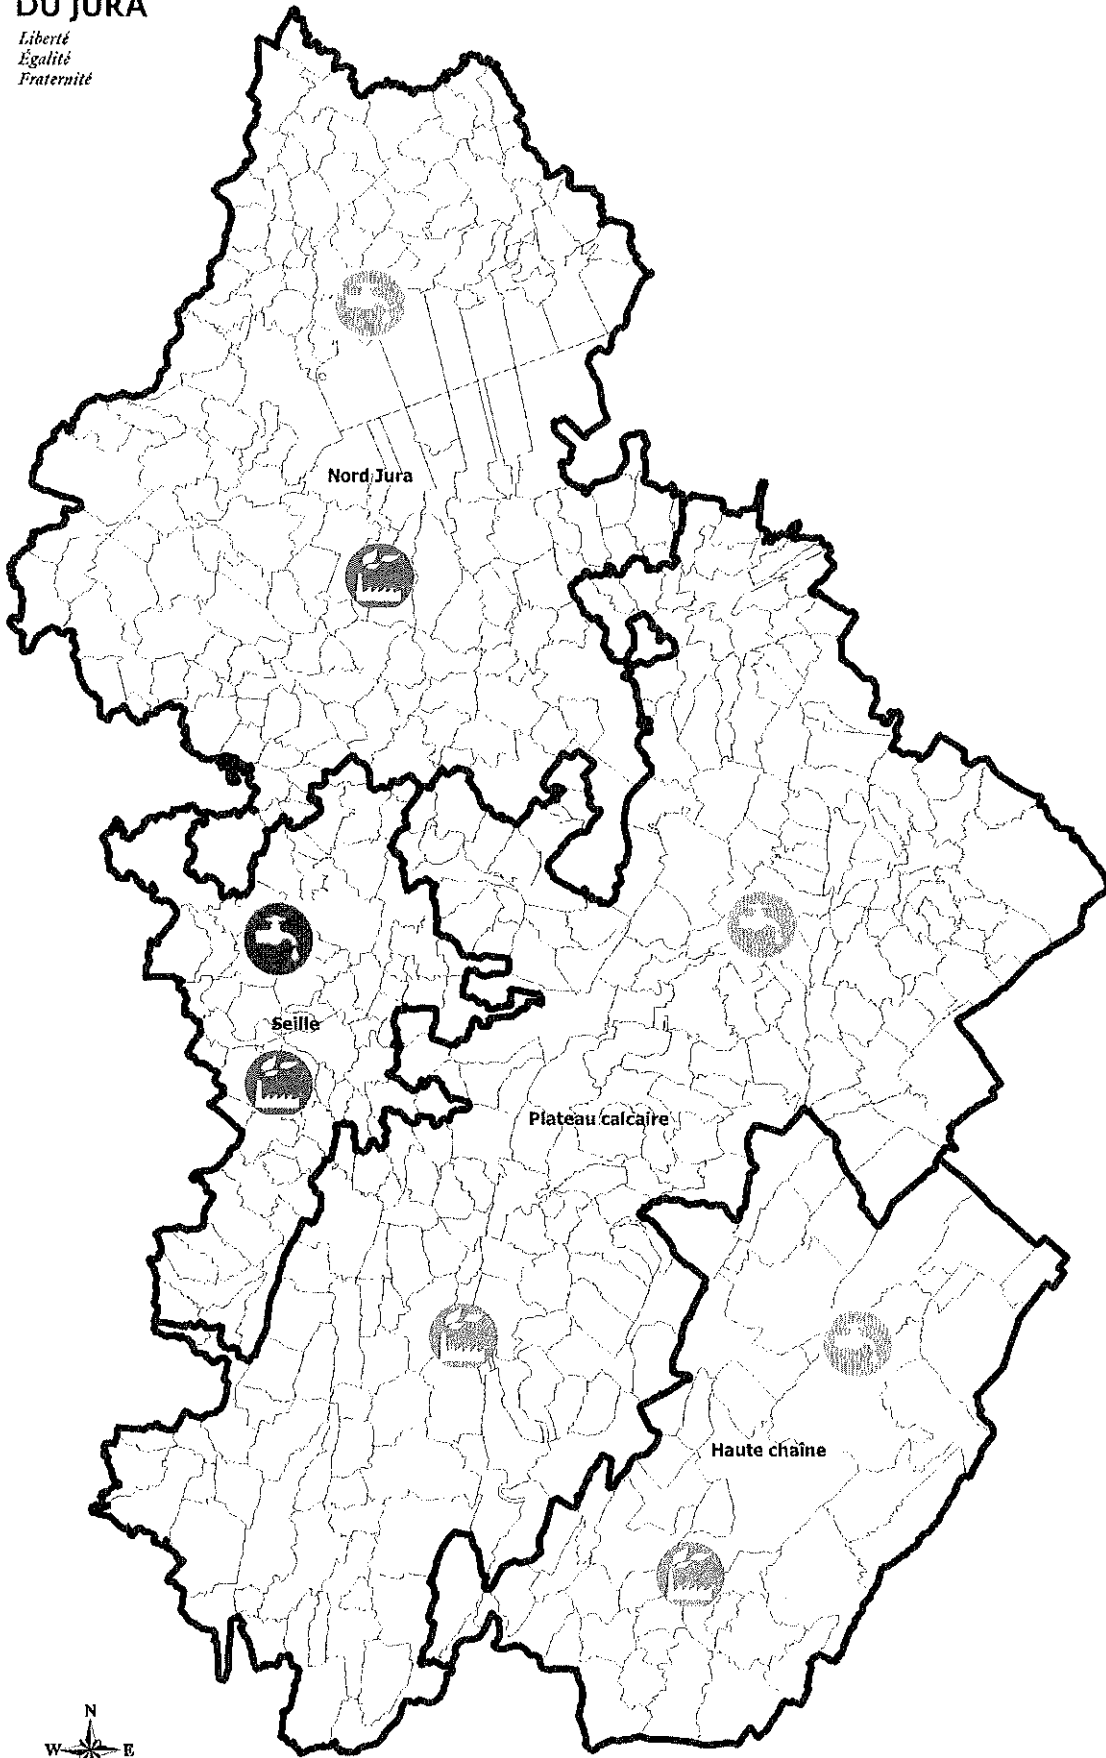 DU JURA
Liberté
Égalité
Fraternité
Nord Jura
Seille
Plateau calcaire
Haute chaîne
N
W E